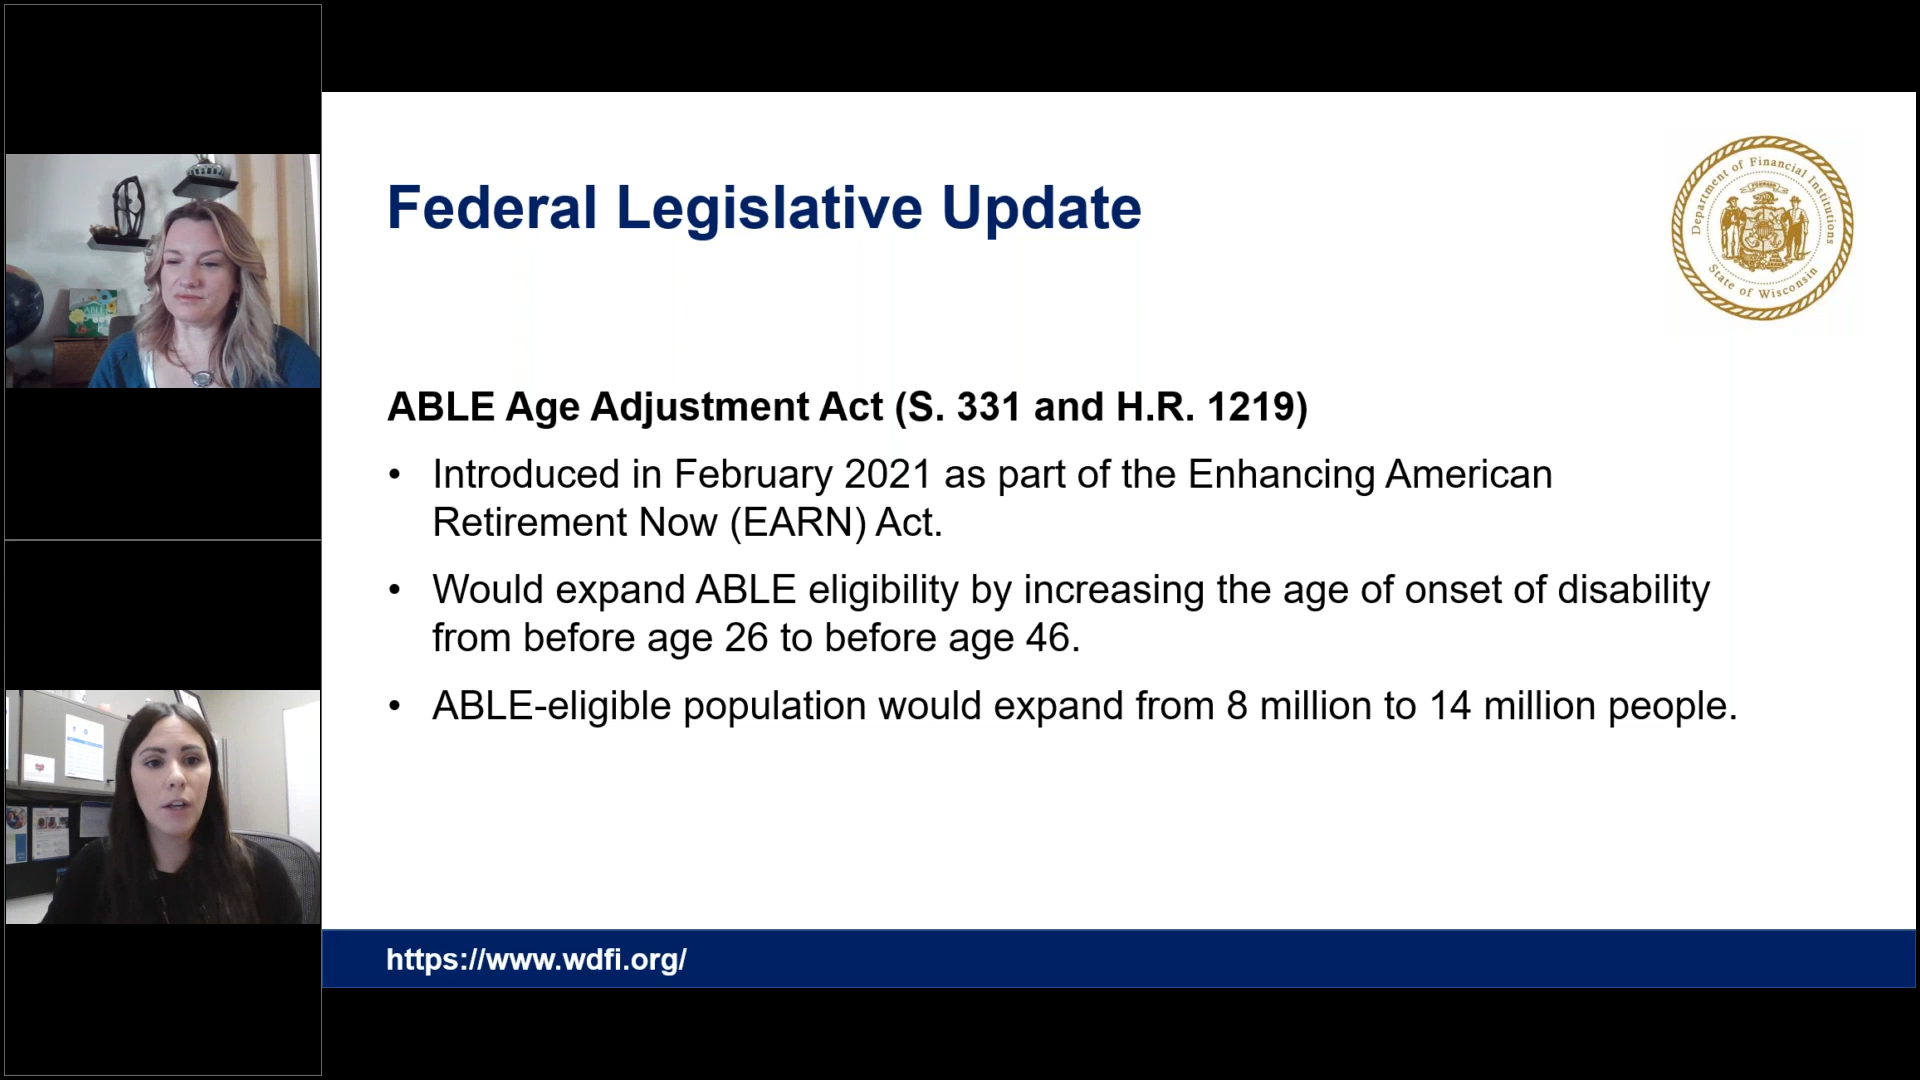 Federal Legislative Update
Department of Financial Institutions
State of Wisconsin
ABLE Age Adjustment Act (S. 331 and H.R. 1219)
• Introduced in February 2021 as part of the Enhancing American
Retirement Now (EARN) Act.
• Would expand ABLE eligibility by increasing the age of onset of disability
from before age 26 to before age 46.
• ABLE-eligible population would expand from 8 million to 14 million people.
https://www.wdfi.org/
ABLE